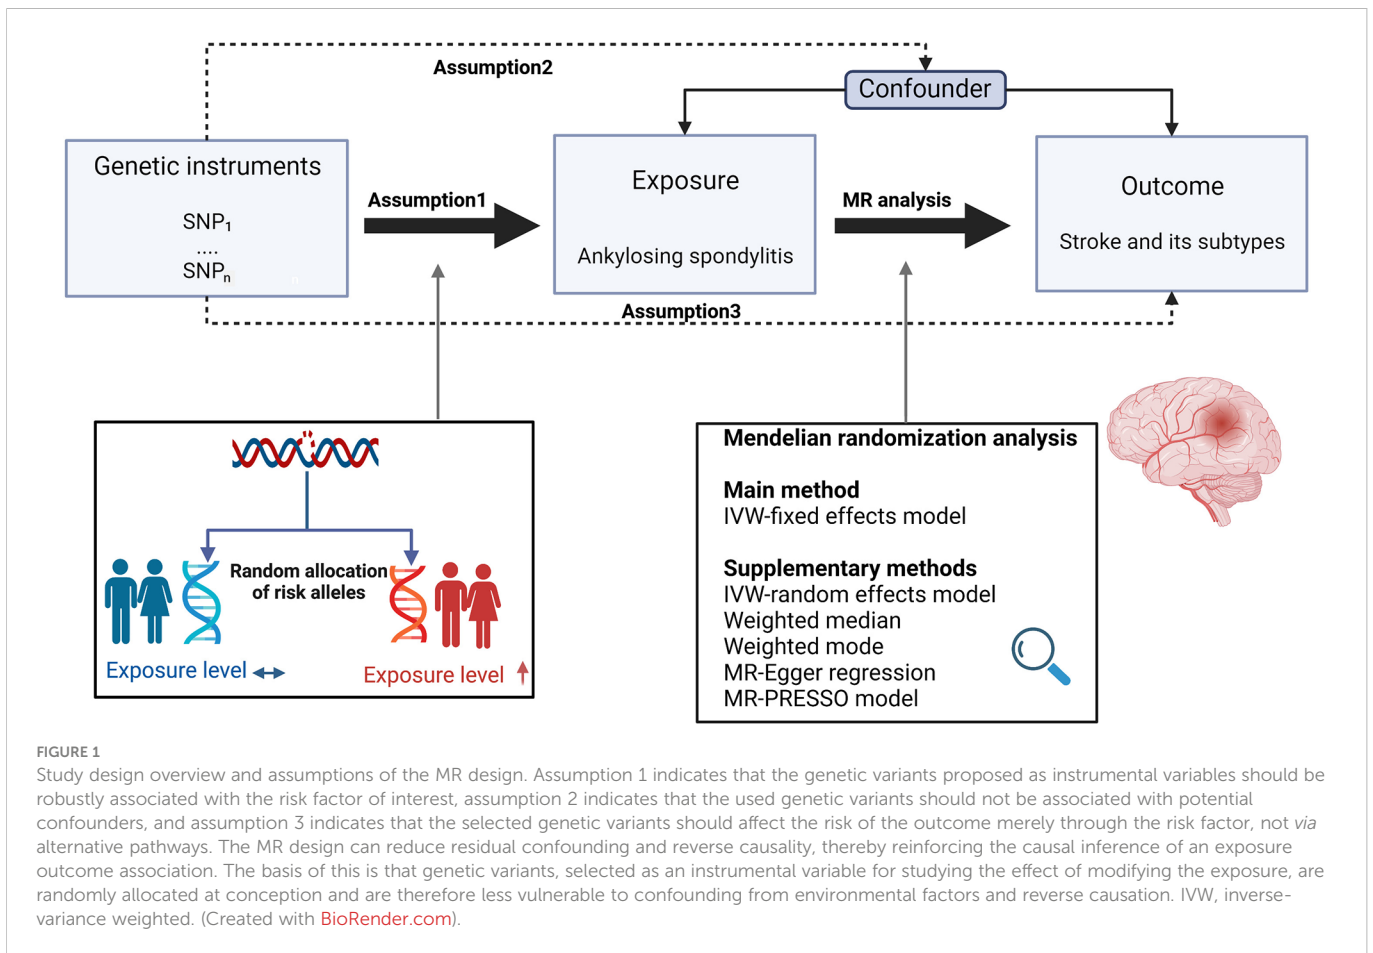 Assumption2
Confounder
Genetic instruments
SNP1
....
SNPn
n
Assumption1
Exposure
Ankylosing spondylitis
MR analysis
Outcome
Stroke and its subtypes
Assumption3
Random allocation
of risk alleles
Exposure level
Exposure level
Mendelian randomization analysis
Main method
IVW-fixed effects model
Supplementary methods
IVW-random effects model
Weighted median
Weighted mode
MR-Egger regression
MR-PRESSO model
FIGURE 1
Study design overview and assumptions of the MR design. Assumption 1 indicates that the genetic variants proposed as instrumental variables should be
robustly associated with the risk factor of interest, assumption 2 indicates that the used genetic variants should not be associated with potential
confounders, and assumption 3 indicates that the selected genetic variants should affect the risk of the outcome merely through the risk factor, not via
alternative pathways. The MR design can reduce residual confounding and reverse causality, thereby reinforcing the causal inference of an exposure
outcome association. The basis of this is that genetic variants, selected as an instrumental variable for studying the effect of modifying the exposure, are
randomly allocated at conception and are therefore less vulnerable to confounding from environmental factors and reverse causation. IVW, inverse-
variance weighted. (Created with BioRender.com).